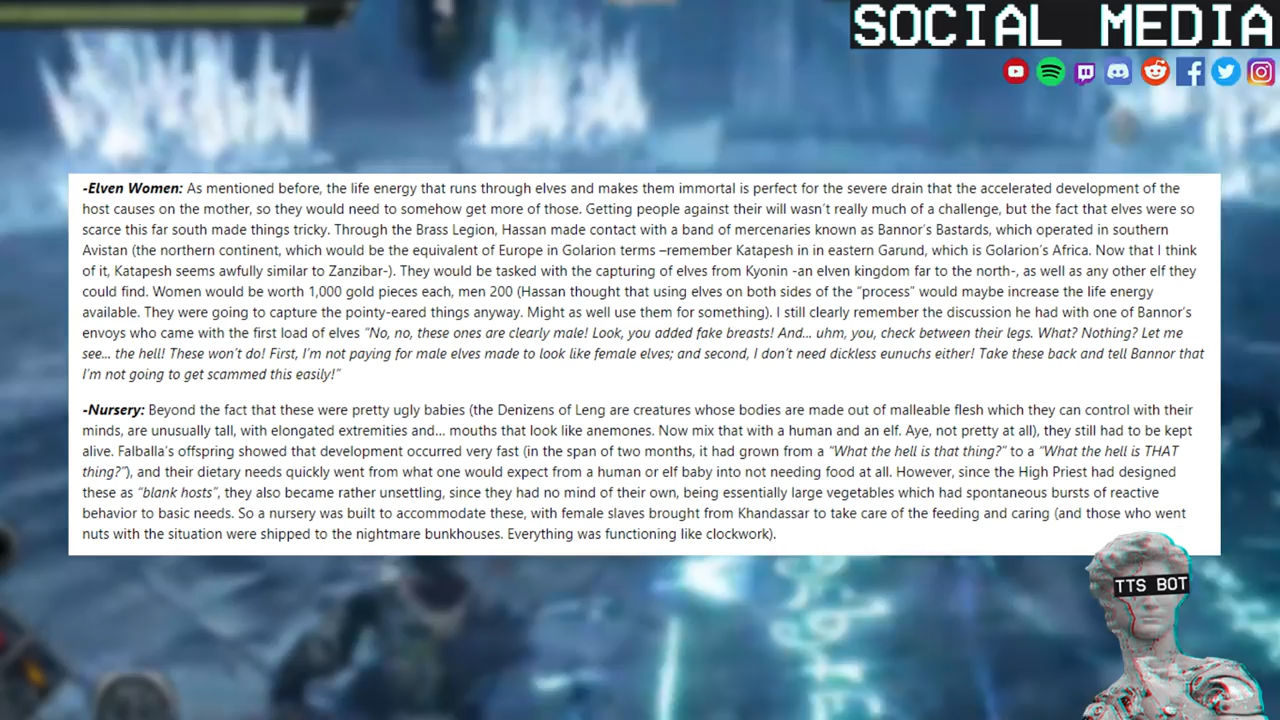 SOCIAL MEDIA
-Elven Women: As mentioned before, the life energy that runs through elves and makes them immortal is perfect for the severe drain that the accelerated development of the
host causes on the mother, so they would need to somehow get more of those. Getting people against their will wasn't really much of a challenge, but the fact that elves were so
scarce this far south made things tricky. Through the Brass Legion, Hassan made contact with a band of mercenaries known as Bannor's Bastards, which operated in southern
Avistan (the northern continent, which would be the equivalent of Europe in Golarion terms –remember Katapesh in in eastern Garund, which is Golarion's Africa. Now that I think
of it, Katapesh seems awfully similar to Zanzibar-). They would be tasked with the capturing of elves from Kyonin -an elven kingdom far to the north-, as well as any other elf they
could find. Women would be worth 1,000 gold pieces each, men 200 (Hassan thought that using elves on both sides of the "process" would maybe increase the life energy
available. They were going to capture the pointy-eared things anyway. Might as well use them for something). I still clearly remember the discussion he had with one of Bannor's
envoys who came with the first load of elves "No, no, these ones are clearly male! Look, you added fake breasts! And... uhm, you, check between their legs. What? Nothing? Let me
see... the hell! These won't do! First, I'm not paying for male elves made to look like female elves; and second, I don't need dickless eunuchs either! Take these back and tell Bannor that
I'm not going to get scammed this easily!"
-Nursery: Beyond the fact that these were pretty ugly babies (the Denizens of Leng are creatures whose bodies are made out of malleable flesh which they can control with their
minds, are unusually tall, with elongated extremities and... mouths that look like anemones. Now mix that with a human and an elf. Aye, not pretty at all), they still had to be kept
alive. Falballa's offspring showed that development occurred very fast (in the span of two months, it had grown from a "What the hell is that thing?" to a "What the hell is THAT
thing?"), and their dietary needs quickly went from what one would expect from a human or elf baby into not needing food at all. However, since the High Priest had designed
these as "blank hosts", they also became rather unsettling, since they had no mind of their own, being essentially large vegetables which had spontaneous bursts of reactive
behavior to basic needs. So a nursery was built to accommodate these, with female slaves brought from Khandassar to take care of the feeding and caring (and those who went
nuts with the situation were shipped to the nightmare bunkhouses. Everything was functioning like clockwork).
TTS BOT